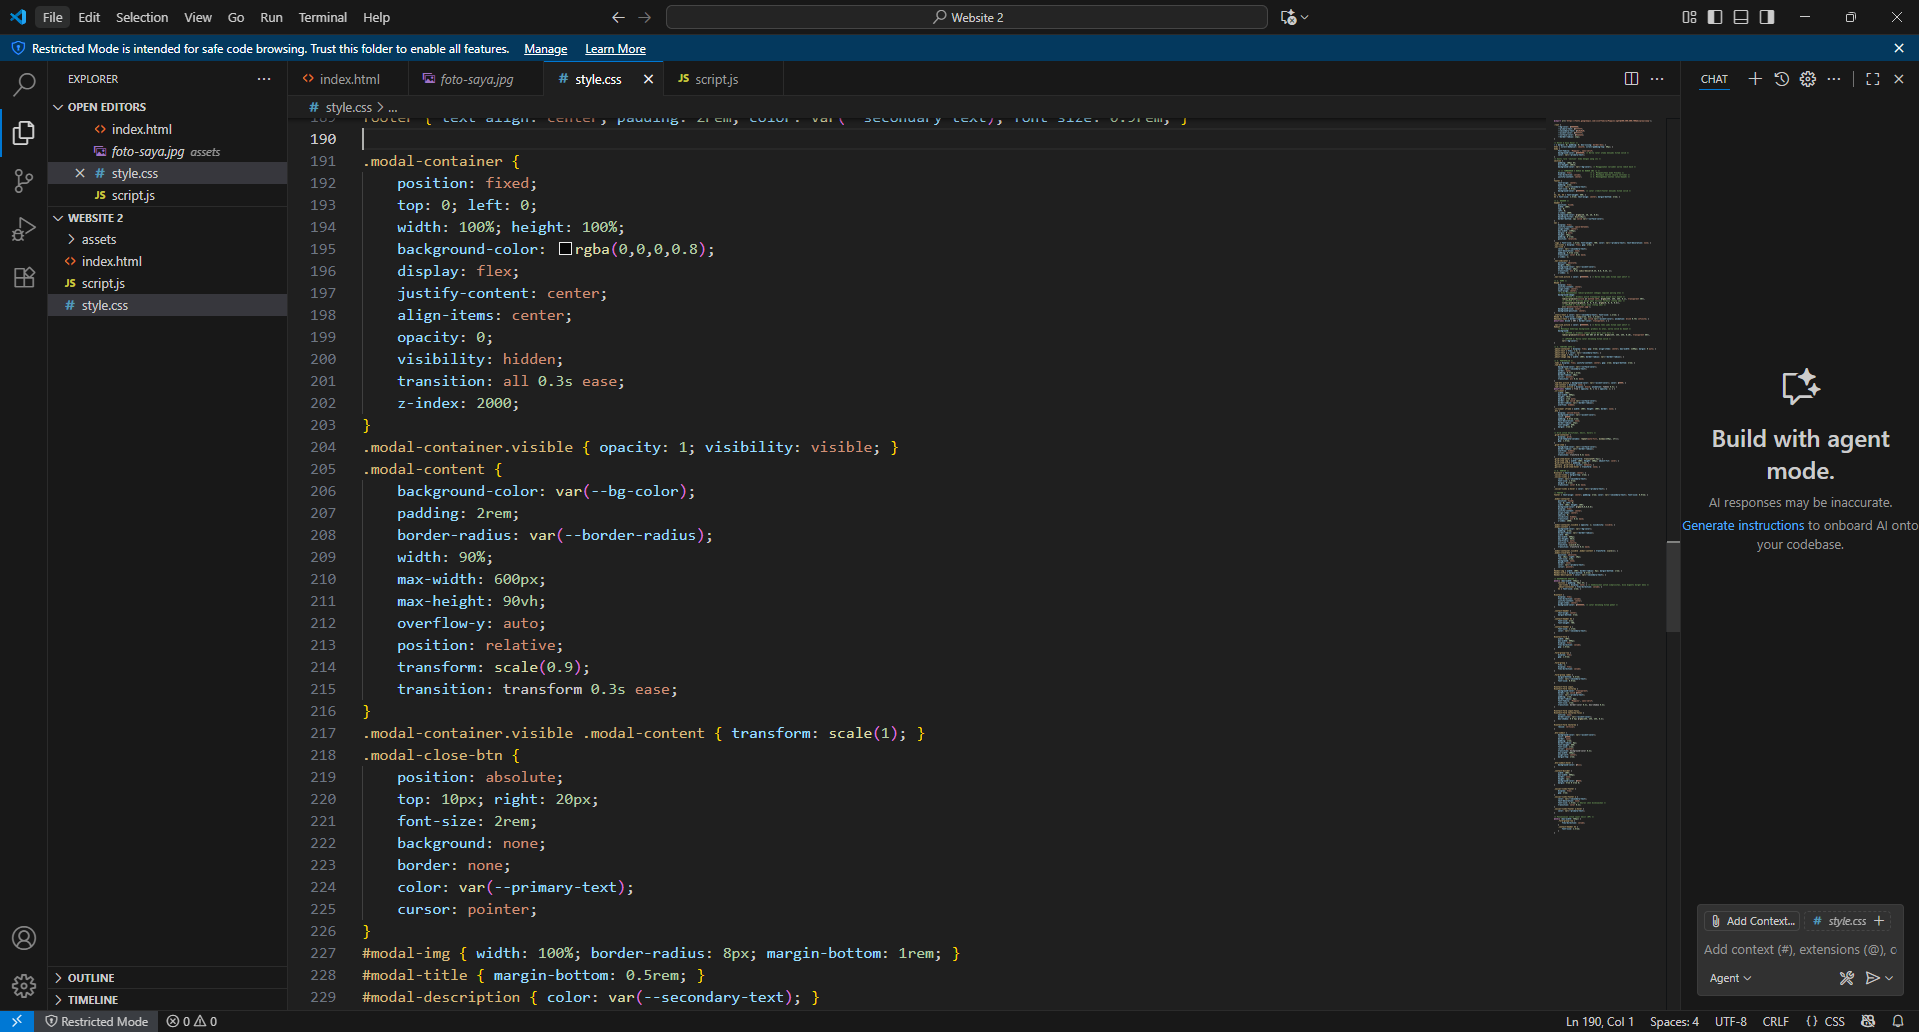 File Edit Selection View Go Run Terminal Help
Website 2
Restricted Mode is intended for safe code browsing. Trust this folder to enable all features. Manage Learn More
EXPLORER
OPEN EDITORS
index.html
foto-saya.jpg assets
# style.css
JS script.js
WEBSITE 2
assets
index.html
JS script.js
# style.css
OUTLINE
TIMELINE
index.html foto-saya.jpg # style.css JS script.js
# style.css > ...
189 footer { text-align: center; padding: 2rem; color: var(--secondary-text); font-size: 0.9rem; }
190
191 .modal-container {
192 position: fixed;
193 top: 0; left: 0;
194 width: 100%; height: 100%;
195 background-color: rgba(0,0,0,0.8);
196 display: flex;
197 justify-content: center;
198 align-items: center;
199 opacity: 0;
200 visibility: hidden;
201 transition: all 0.3s ease;
202 z-index: 2000;
203 }
204 .modal-container.visible { opacity: 1; visibility: visible; }
205 .modal-content {
206 background-color: var(--bg-color);
207 padding: 2rem;
208 border-radius: var(--border-radius);
209 width: 90%;
210 max-width: 600px;
211 max-height: 90vh;
212 overflow-y: auto;
213 position: relative;
214 transform: scale(0.9);
215 transition: transform 0.3s ease;
216 }
217 .modal-container.visible .modal-content { transform: scale(1); }
218 .modal-close-btn {
219 position: absolute;
220 top: 10px; right: 20px;
221 font-size: 2rem;
222 background: none;
223 border: none;
224 color: var(--primary-text);
225 cursor: pointer;
226 }
227 #modal-img { width: 100%; border-radius: 8px; margin-bottom: 1rem; }
228 #modal-title { margin-bottom: 0.5rem; }
229 #modal-description { color: var(--secondary-text); }
CHAT
Build with agent
mode.
AI responses may be inaccurate.
Generate instructions to onboard AI onto
your codebase.
Add Context... # style.css
Add context (#), extensions (@), c
Agent
Restricted Mode 0 0
Ln 190, Col 1 Spaces: 4 UTF-8 CRLF {} CSS